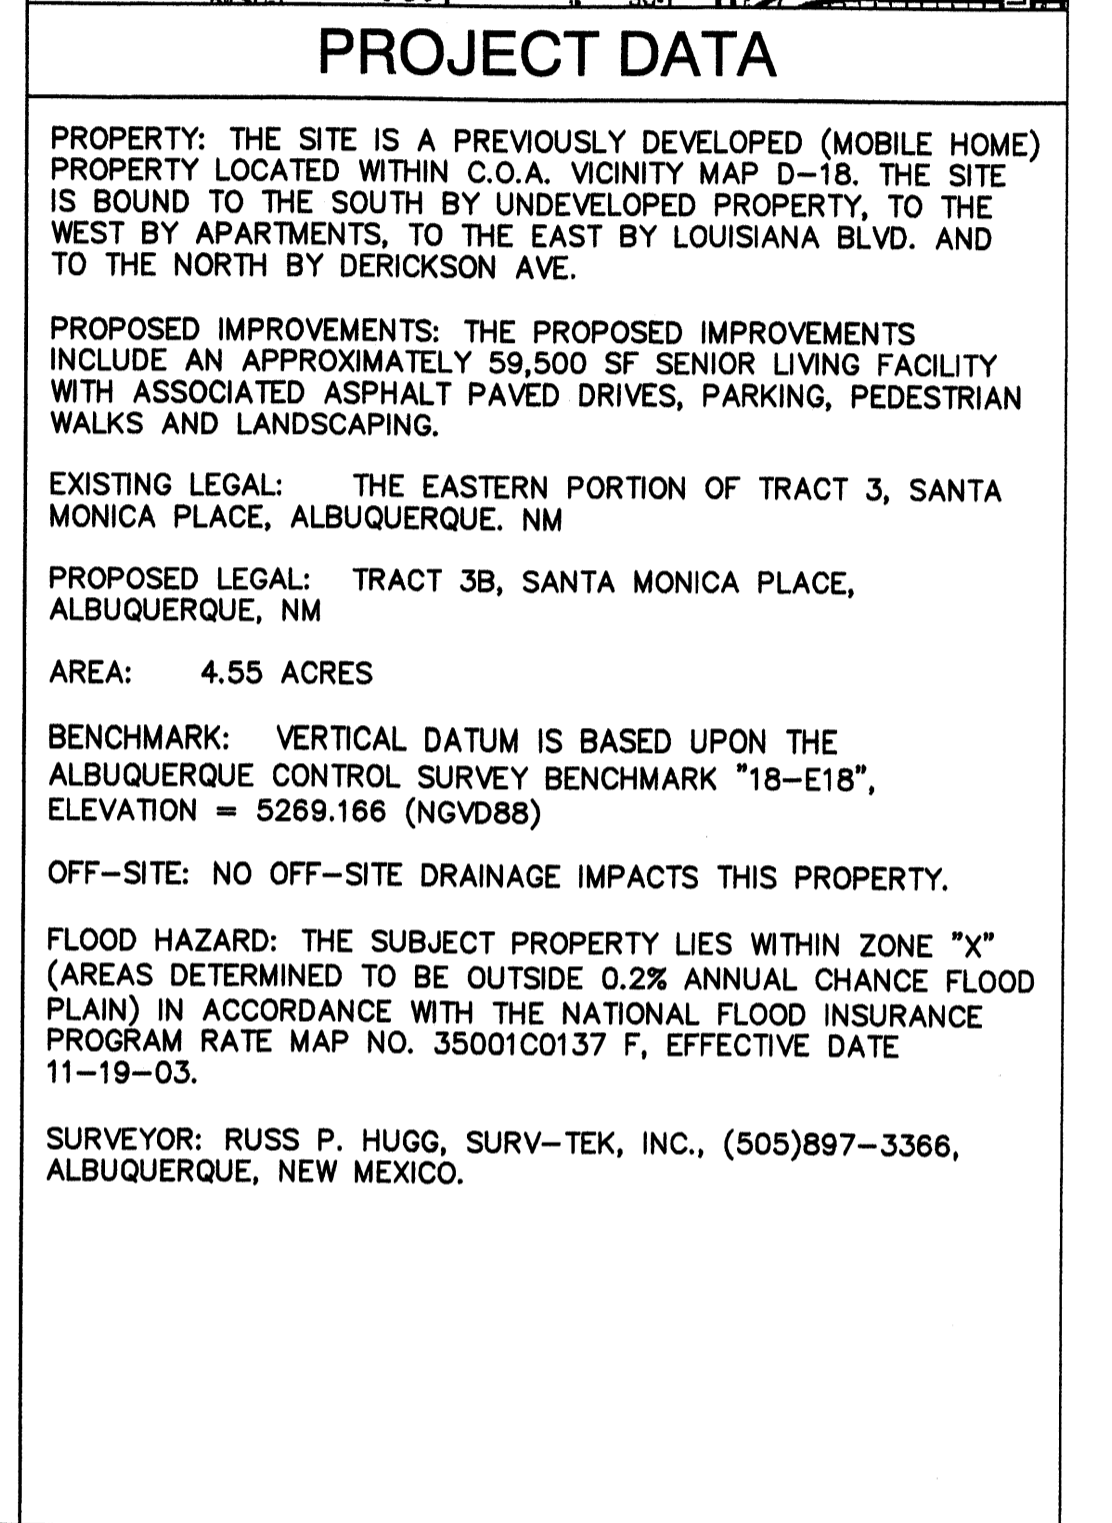 PROJECT DATA
PROPERTY: THE SITE IS A PREVIOUSLY DEVELOPED (MOBILE HOME)
PROPERTY LOCATED WITHIN C.O.A. VICINITY MAP D-18. THE SITE
IS BOUND TO THE SOUTH BY UNDEVELOPED PROPERTY, TO THE
WEST BY APARTMENTS, TO THE EAST BY LOUISIANA BLVD. AND
TO THE NORTH BY DERICKSON AVE.
PROPOSED IMPROVEMENTS: THE PROPOSED IMPROVEMENTS
INCLUDE AN APPROXIMATELY 59,500 SF SENIOR LIVING FACILITY
WITH ASSOCIATED ASPHALT PAVED DRIVES, PARKING, PEDESTRIAN
WALKS AND LANDSCAPING.
EXISTING LEGAL: THE EASTERN PORTION OF TRACT 3, SANTA
MONICA PLACE, ALBUQUERQUE. NM
PROPOSED LEGAL: TRACT 3B, SANTA MONICA PLACE,
ALBUQUERQUE, NM
AREA: 4.55 ACRES
BENCHMARK: VERTICAL DATUM IS BASED UPON THE
ALBUQUERQUE CONTROL SURVEY BENCHMARK "18-E18",
ELEVATION = 5269.166 (NGVD88)
OFF-SITE: NO OFF-SITE DRAINAGE IMPACTS THIS PROPERTY.
FLOOD HAZARD: THE SUBJECT PROPERTY LIES WITHIN ZONE "X"
(AREAS DETERMINED TO BE OUTSIDE 0.2% ANNUAL CHANCE FLOOD
PLAIN) IN ACCORDANCE WITH THE NATIONAL FLOOD INSURANCE
PROGRAM RATE MAP NO. 35001C0137 F, EFFECTIVE DATE
11-19-03.
SURVEYOR: RUSS P. HUGG, SURV-TEK, INC., (505)897-3366,
ALBUQUERQUE, NEW MEXICO.